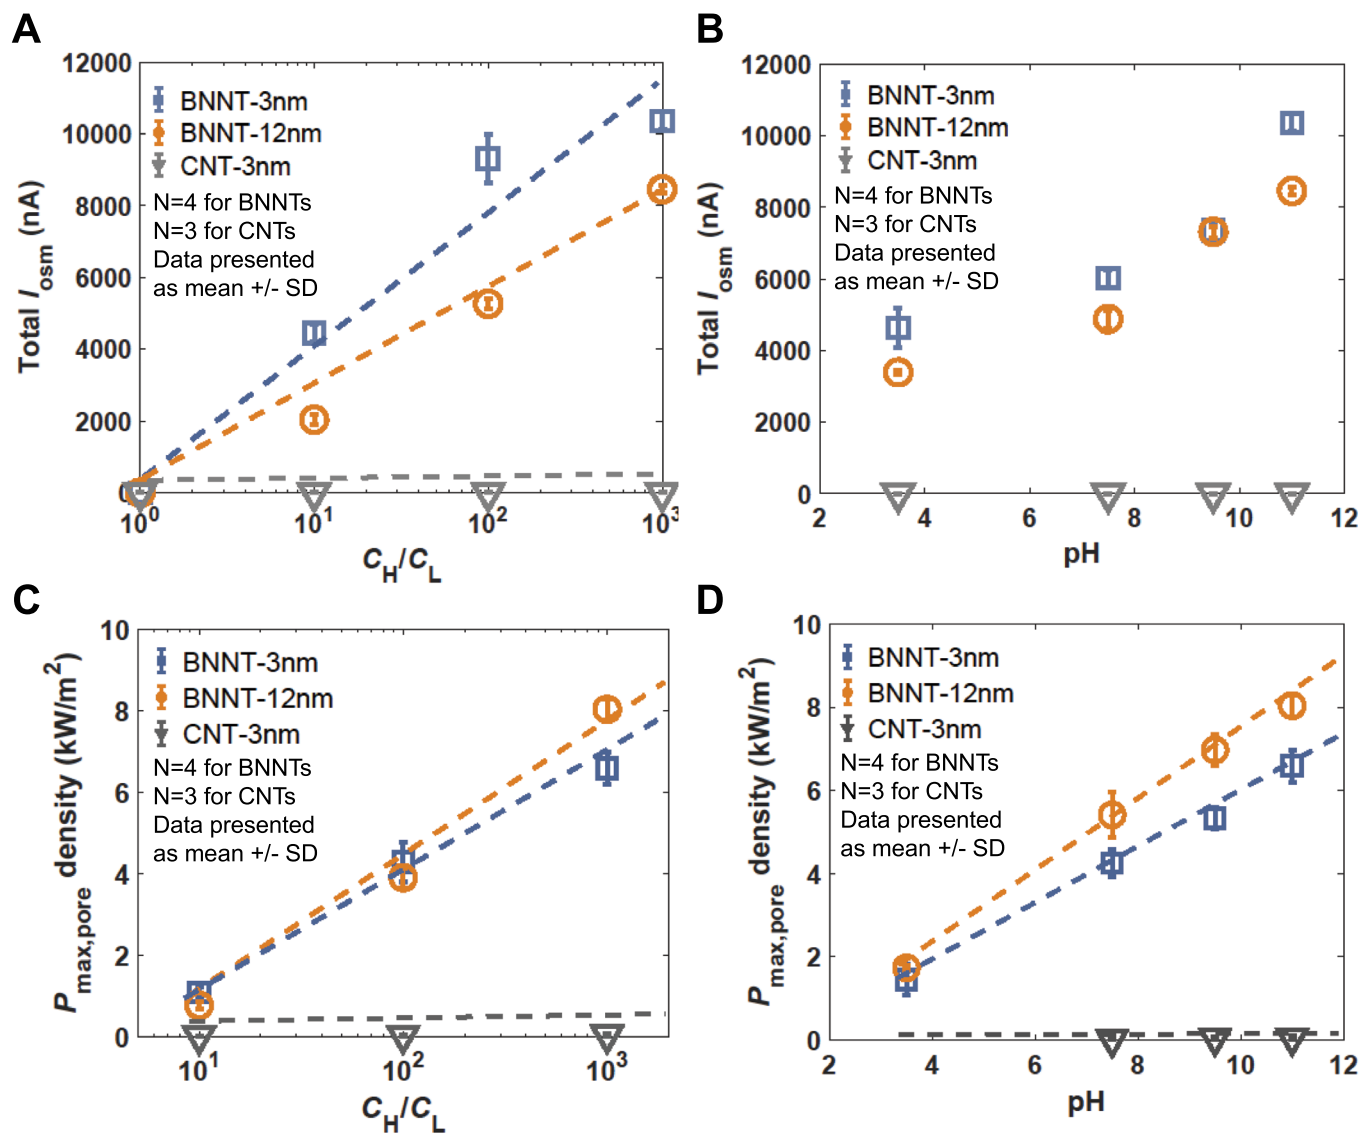 A
12000
10000
8000
6000
4000
2000
0
Total Iosm (nA)
BNNT-3nm
BNNT-12nm
CNT-3nm
N=4 for BNNTs
N=3 for CNTs
Data presented
as mean +/- SD
10^0
10^1
10^2
10^3
CH/CL
B
12000
10000
8000
6000
4000
2000
0
Total Iosm (nA)
BNNT-3nm
BNNT-12nm
CNT-3nm
N=4 for BNNTs
N=3 for CNTs
Data presented
as mean +/- SD
2 4 6 8 10 12
pH
C
10
8
6
4
2
0
Pmax,pore density (kW/m^2)
BNNT-3nm
BNNT-12nm
CNT-3nm
N=4 for BNNTs
N=3 for CNTs
Data presented
as mean +/- SD
10^1
10^2
10^3
CH/CL
D
10
8
6
4
2
0
Pmax,pore density (kW/m^2)
BNNT-3nm
BNNT-12nm
CNT-3nm
N=4 for BNNTs
N=3 for CNTs
Data presented
as mean +/- SD
2 4 6 8 10 12
pH